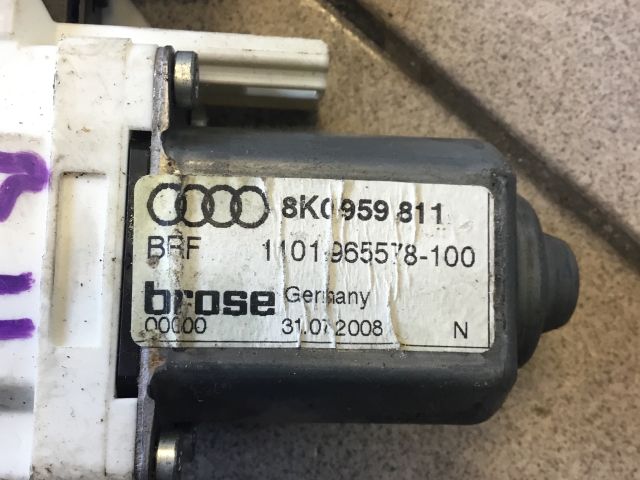 8K0 959 811
BRF 1101 965578-100
brose Germany
00000 31.07.2008 N